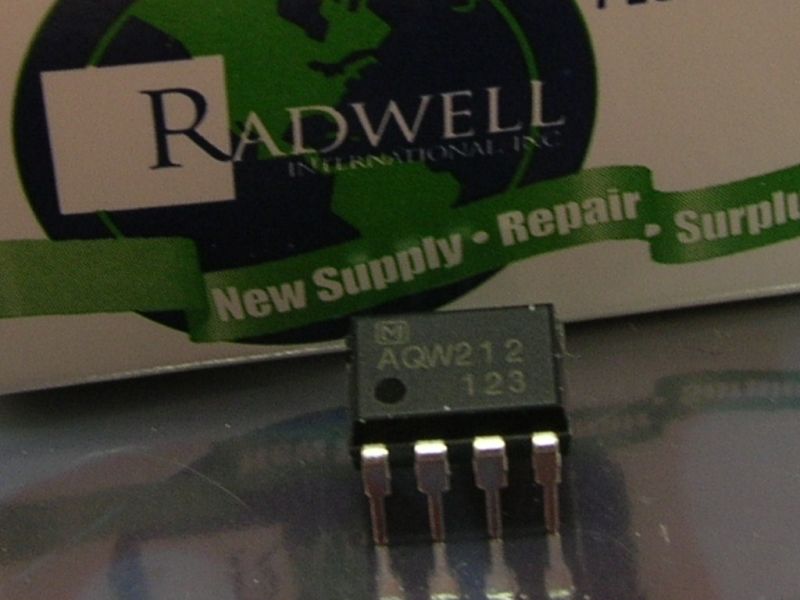 RADWELL
INTERNATIONAL, INC.
New Supply • Repair • Surplu
M
AQW212
123